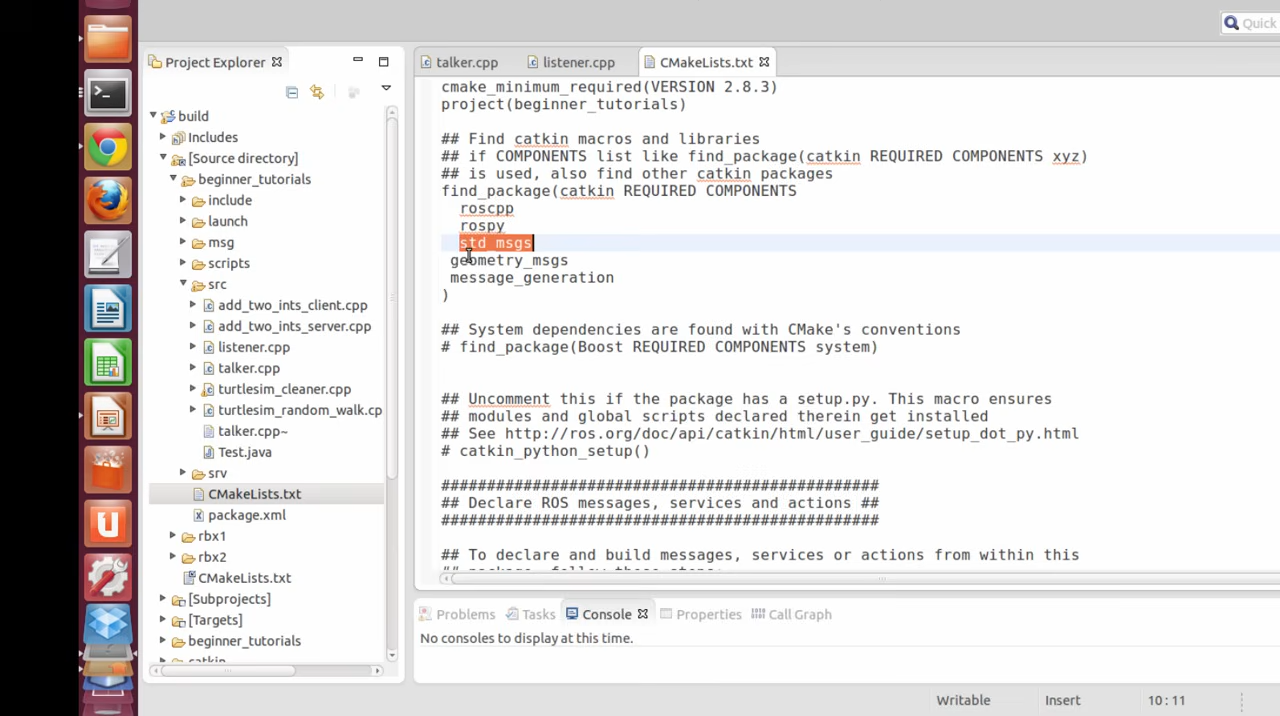 Quick
Project Explorer
build
Includes
[Source directory]
beginner_tutorials
include
launch
msg
scripts
src
add_two_ints_client.cpp
add_two_ints_server.cpp
listener.cpp
talker.cpp
turtlesim_cleaner.cpp
turtlesim_random_walk.cp
talker.cpp~
Test.java
srv
CMakeLists.txt
package.xml
rbx1
rbx2
CMakeLists.txt
[Subprojects]
[Targets]
beginner_tutorials
catkin
talker.cpp listener.cpp CMakeLists.txt
cmake_minimum_required(VERSION 2.8.3)
project(beginner_tutorials)
## Find catkin macros and libraries
## if COMPONENTS list like find_package(catkin REQUIRED COMPONENTS xyz)
## is used, also find other catkin packages
find_package(catkin REQUIRED COMPONENTS
roscpp
rospy
std_msgs
geometry_msgs
message_generation
)
## System dependencies are found with CMake's conventions
# find_package(Boost REQUIRED COMPONENTS system)
## Uncomment this if the package has a setup.py. This macro ensures
## modules and global scripts declared therein get installed
## See http://ros.org/doc/api/catkin/html/user_guide/setup_dot_py.html
# catkin_python_setup()
################################################
## Declare ROS messages, services and actions ##
################################################
## To declare and build messages, services or actions from within this
## package, follow these steps:
Problems Tasks Console Properties Call Graph
No consoles to display at this time.
Writable Insert 10 : 11